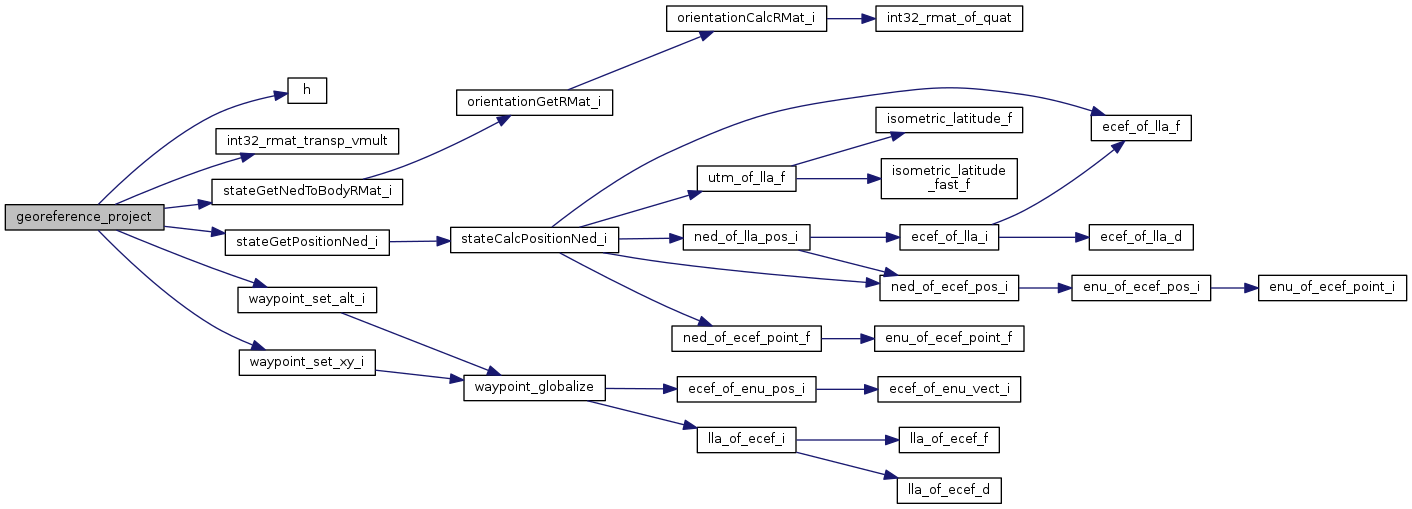 orientationCalcRMat_i
int32_rmat_of_quat
h
orientationGetRMat_i
isometric_latitude_f
ecef_of_lla_f
int32_rmat_transp_vmult
utm_of_lla_f
isometric_latitude
_fast_f
stateGetNedToBodyRMat_i
georeference_project
stateGetPositionNed_i
stateCalcPositionNed_i
ned_of_lla_pos_i
ecef_of_lla_i
ecef_of_lla_d
ned_of_ecef_pos_i
enu_of_ecef_pos_i
enu_of_ecef_point_i
waypoint_set_alt_i
ned_of_ecef_point_f
enu_of_ecef_point_f
waypoint_set_xy_i
waypoint_globalize
ecef_of_enu_pos_i
ecef_of_enu_vect_i
lla_of_ecef_i
lla_of_ecef_f
lla_of_ecef_d